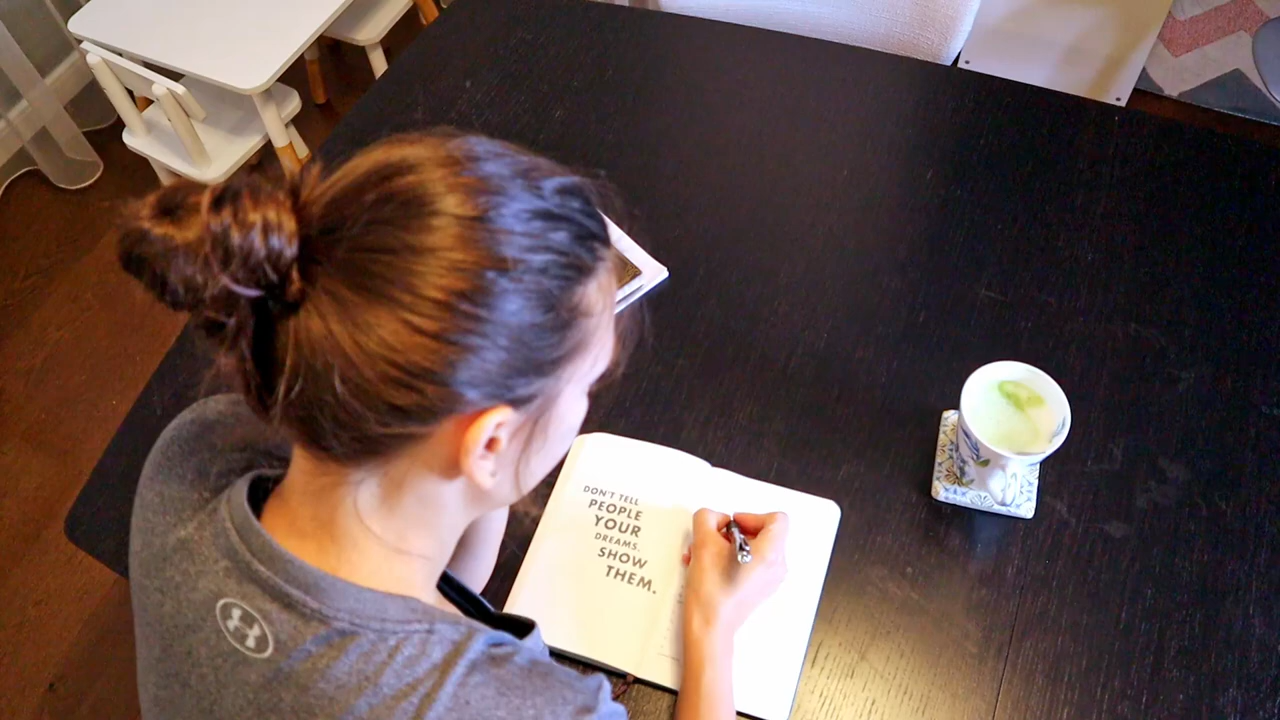 DON'T TELL
PEOPLE
YOUR
DREAMS.
SHOW
THEM.